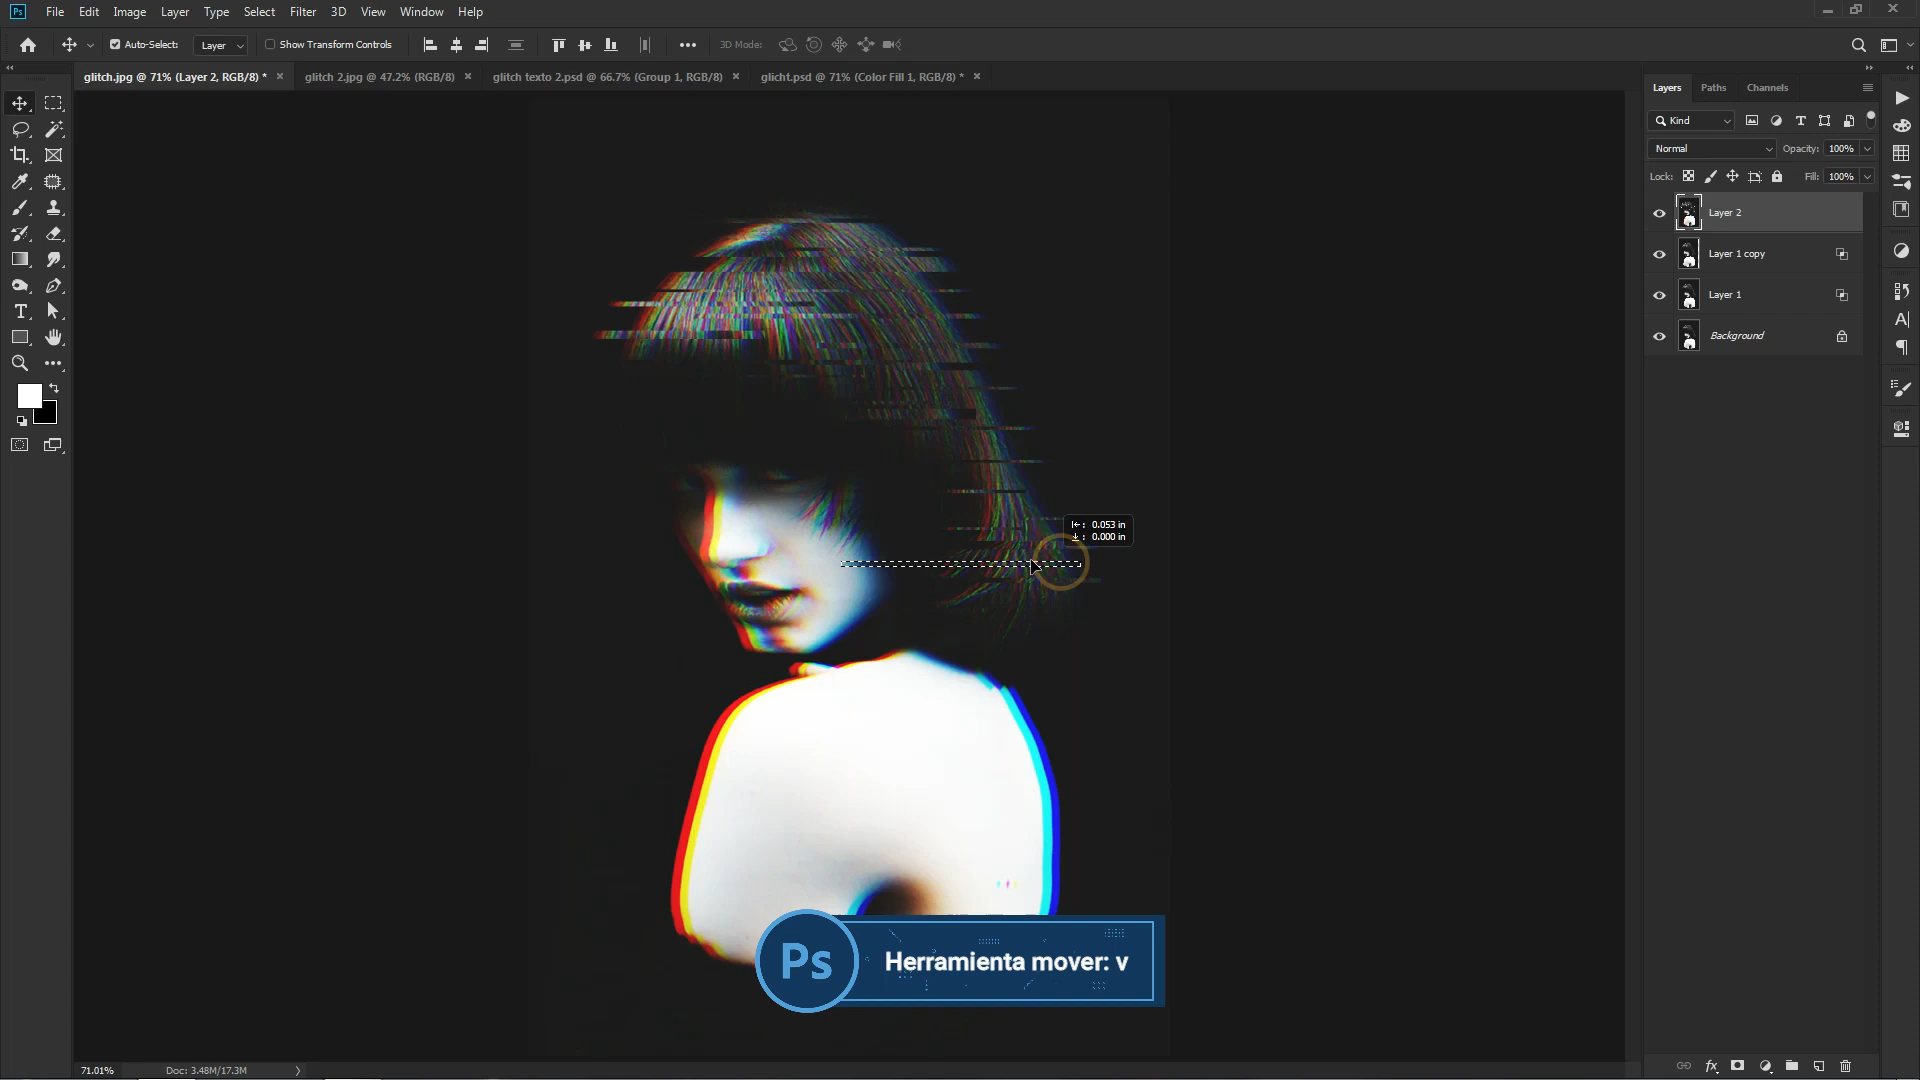 Ps File Edit Image Layer Type Select Filter 3D View Window Help
Auto-Select: Layer Show Transform Controls 3D Mode:
glitch.jpg @ 71% (Layer 2, RGB/8) * glitch 2.jpg @ 47.2% (RGB/8) glitch texto 2.psd @ 66.7% (Group 1, RGB/8) glicht.psd @ 71% (Color Fill 1, RGB/8) *
Layers Paths Channels
Kind
Normal Opacity: 100%
Lock: Fill: 100%
Layer 2
Layer 1 copy
Layer 1
Background
0.053 in
0.000 in
Ps Herramienta mover: v
71.01% Doc: 3.48M/17.3M